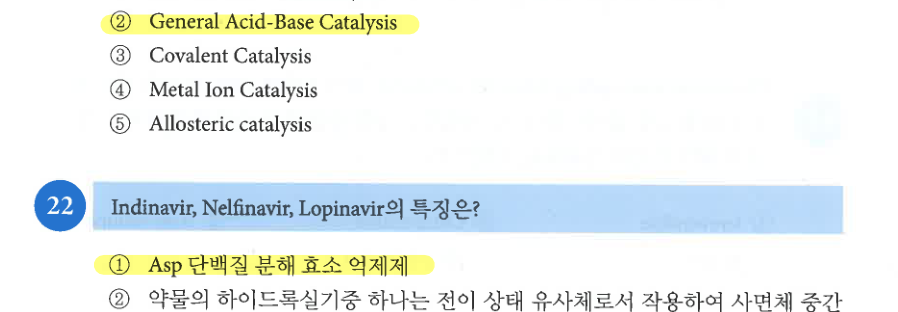 ② General Acid-Base Catalysis
③ Covalent Catalysis
④ Metal Ion Catalysis
⑤ Allosteric catalysis
22 Indinavir, Nelfinavir, Lopinavir의 특징은?
① Asp 단백질 분해 효소 억제제
② 약물의 하이드록실기중 하나는 전이 상태 유사체로서 작용하여 사면체 중간